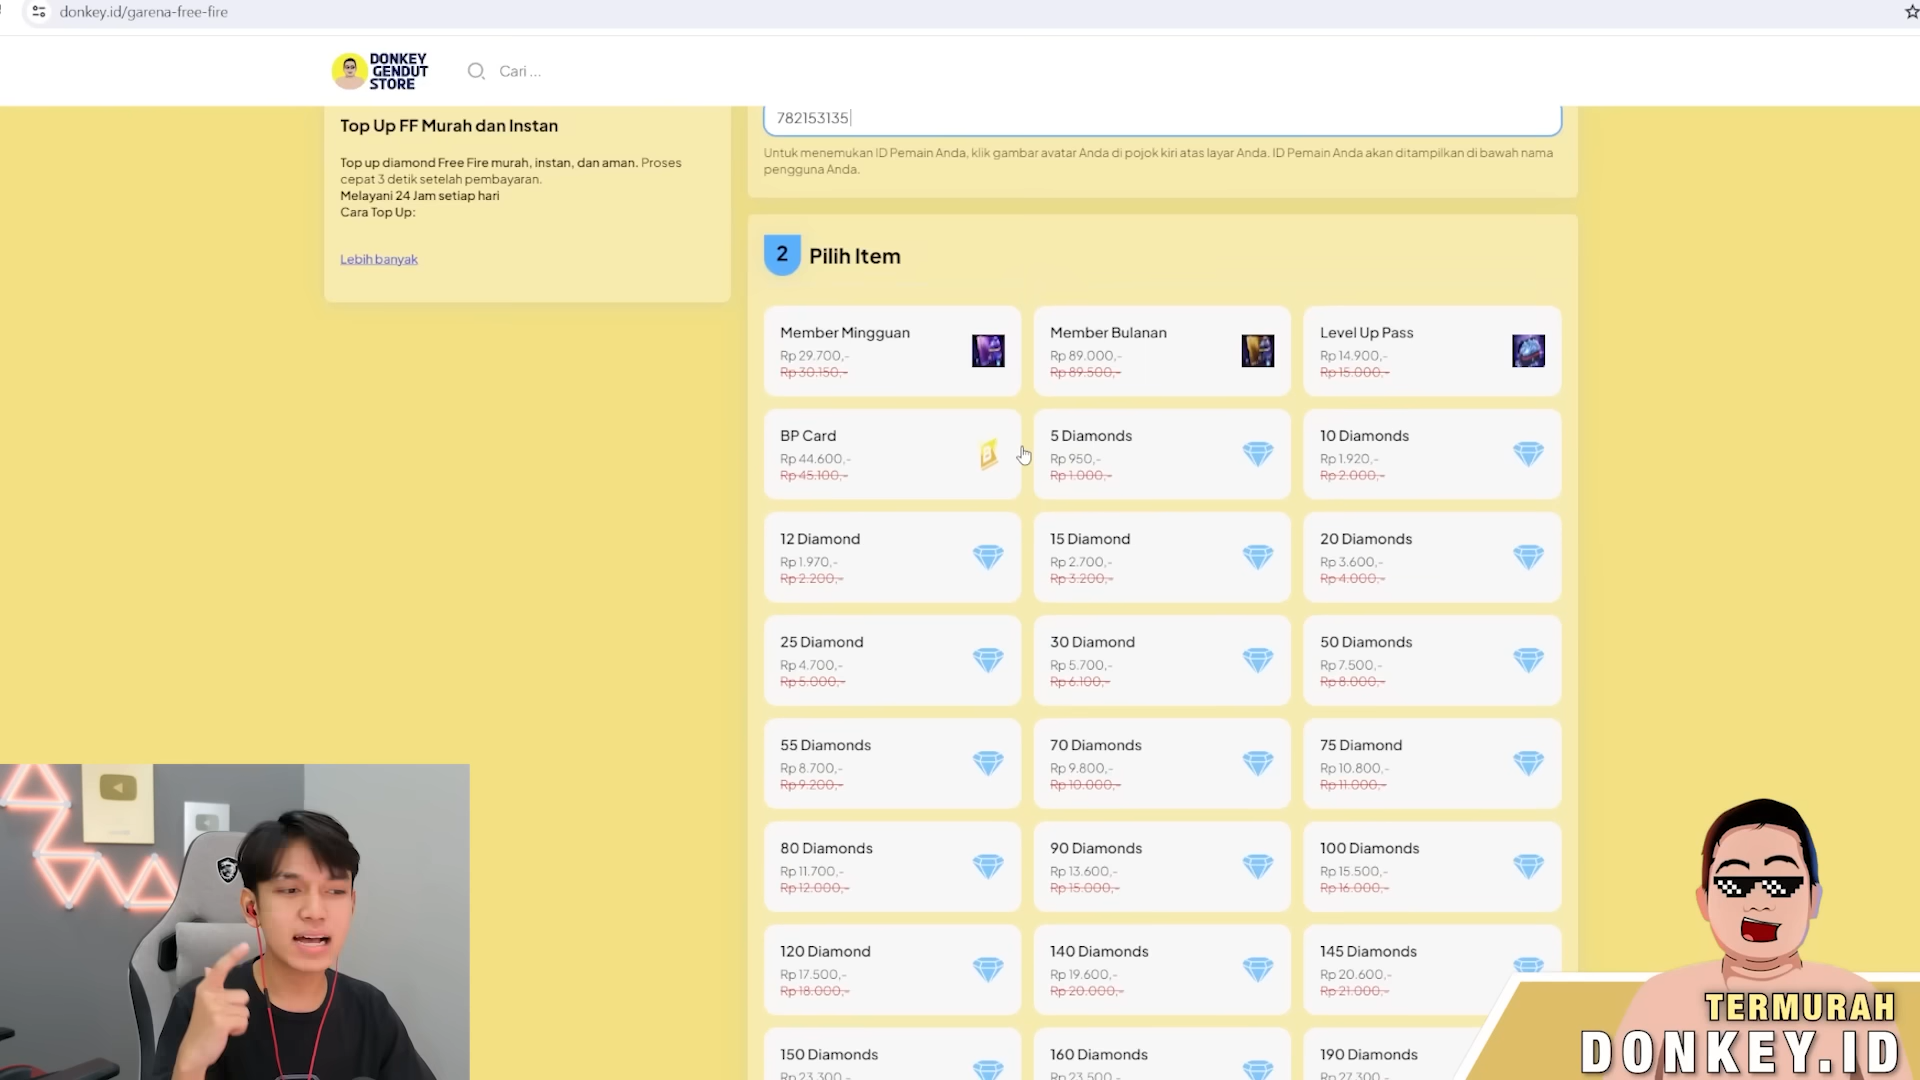 donkey.id/garena-free-fire
DONKEY
GENDUT
STORE
Cari ...
Top Up FF Murah dan Instan
Top up diamond Free Fire murah, instan, dan aman. Proses
cepat 3 detik setelah pembayaran.
Melayani 24 Jam setiap hari
Cara Top Up:
Lebih banyak
782153135
Untuk menemukan ID Pemain Anda, klik gambar avatar Anda di pojok kiri atas layar Anda. ID Pemain Anda akan ditampilkan di bawah nama
pengguna Anda.
2 Pilih Item
Member Mingguan
Rp 29.700,-
Rp 30.150,-
Member Bulanan
Rp 89.000,-
Rp 89.500,-
Level Up Pass
Rp 14.900,-
Rp 15.000,-
BP Card
Rp 44.600,-
Rp 45.100,-
5 Diamonds
Rp 950,-
Rp 1.000,-
10 Diamonds
Rp 1.920,-
Rp 2.000,-
12 Diamond
Rp 1.970,-
Rp 2.200,-
15 Diamond
Rp 2.700,-
Rp 3.200,-
20 Diamonds
Rp 3.600,-
Rp 4.000,-
25 Diamond
Rp 4.700,-
Rp 5.000,-
30 Diamond
Rp 5.700,-
Rp 6.100,-
50 Diamonds
Rp 7.500,-
Rp 8.000,-
55 Diamonds
Rp 8.700,-
Rp 9.200,-
70 Diamonds
Rp 9.800,-
Rp 10.000,-
75 Diamond
Rp 10.800,-
Rp 11.000,-
80 Diamonds
Rp 11.700,-
Rp 12.000,-
90 Diamonds
Rp 13.600,-
Rp 15.000,-
100 Diamonds
Rp 15.500,-
Rp 16.000,-
120 Diamond
Rp 17.500,-
Rp 18.000,-
140 Diamonds
Rp 19.600,-
Rp 20.000,-
145 Diamonds
Rp 20.600,-
Rp 21.000,-
150 Diamonds
Rp 23.300,-
160 Diamonds
Rp 23.500,-
190 Diamonds
Rp 27.300,-
TERMURAH
DONKEY.ID